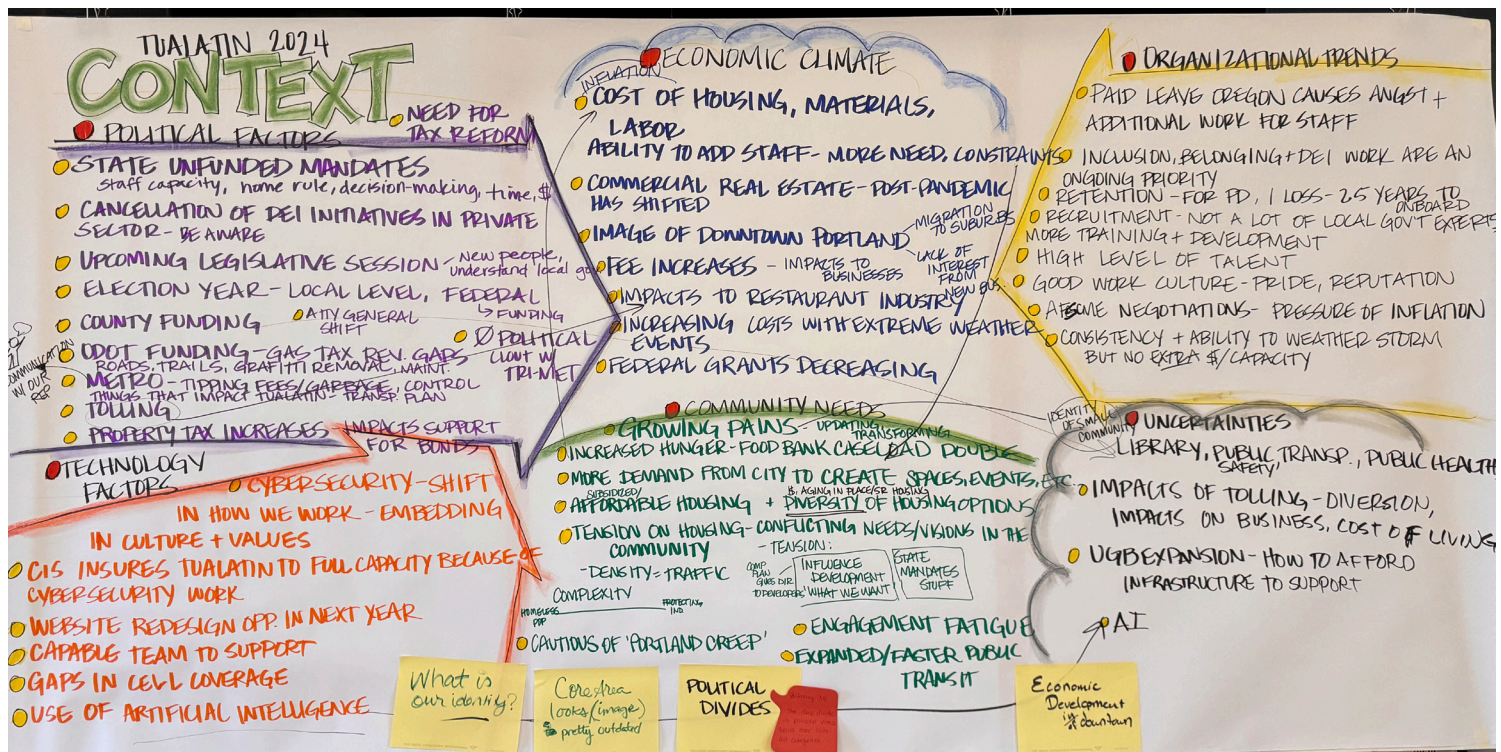 TUALATIN 2024
CONTEXT
POLITICAL FACTORS
NEED FOR
TAX REFORM
STATE UNFUNDED MANDATES
staff capacity, home rule, decision-making, time, $
CANCELLATION OF DEI INITIATIVES IN PRIVATE
SECTOR - BE AWARE
UPCOMING LEGISLATIVE SESSION - New people,
understand local gov
ELECTION YEAR - LOCAL LEVEL, FEDERAL
↳ FUNDING
COUNTY FUNDING
ATTY GENERAL
SHIFT
Ø POLITICAL
CLOUT W/
TRI-MET
ODOT FUNDING - GAS TAX REV. GAPS
ROADS, TRAILS, GRAFITTI REMOVAL, MAINT.
COMMUNICATION
W/ OUR
REP
METRO - TIPPING FEES/GARBAGE, CONTROL
THINGS THAT IMPACT TUALATIN - TRANSP. PLAN
TOLLING
PROPERTY TAX INCREASES IMPACTS SUPPORT
FOR BONDS
ECONOMIC CLIMATE
INFLATION
COST OF HOUSING, MATERIALS,
LABOR
ABILITY TO ADD STAFF - MORE NEED, CONSTRAINTS
COMMERCIAL REAL ESTATE - POST-PANDEMIC
HAS SHIFTED
IMAGE OF DOWNTOWN PORTLAND
MIGRATION
TO SUBURBS
LACK OF
INTEREST
FROM
NEW BUS.
FEE INCREASES - IMPACTS TO
BUSINESSES
IMPACTS TO RESTAURANT INDUSTRY
INCREASING COSTS WITH EXTREME WEATHER
EVENTS
FEDERAL GRANTS DECREASING
ORGANIZATIONAL TRENDS
PAID LEAVE OREGON CAUSES ANGST +
ADDITIONAL WORK FOR STAFF
INCLUSION, BELONGING + DEI WORK ARE AN
ONGOING PRIORITY
RETENTION - FOR PD, 1 LOSS - 2.5 YEARS TO
ONBOARD
RECRUITMENT - NOT A LOT OF LOCAL GOV'T EXPERTS
MORE TRAINING + DEVELOPMENT
HIGH LEVEL OF TALENT
GOOD WORK CULTURE - PRIDE, REPUTATION
AFSCME NEGOTIATIONS - PRESSURE OF INFLATION
CONSISTENCY + ABILITY TO WEATHER STORM
BUT NO EXTRA $/CAPACITY
TECHNOLOGY
FACTORS
CYBERSECURITY - SHIFT
IN HOW WE WORK - EMBEDDING
IN CULTURE + VALUES
CIS INSURES TUALATIN TO FULL CAPACITY BECAUSE OF
CYBERSECURITY WORK
WEBSITE REDESIGN OPP. IN NEXT YEAR
CAPABLE TEAM TO SUPPORT
GAPS IN CELL COVERAGE
USE OF ARTIFICIAL INTELLIGENCE
COMMUNITY NEEDS
GROWING PAINS - UPDATING,
TRANSFORMING
INCREASED HUNGER - FOOD BANK CASELOAD DOUBLE
MORE DEMAND FROM CITY TO CREATE SPACES, EVENTS, ETC.
SUBSIDIZED/
$, AGING IN PLACE/SR HOUSING
AFFORDABLE HOUSING + DIVERSITY OF HOUSING OPTIONS
TENSION ON HOUSING - CONFLICTING NEEDS/VISIONS IN THE
COMMUNITY
- DENSITY = TRAFFIC
COMPLEXITY
HOMELESS
POP
PROTECTING
IND
- TENSION:
COMP
PLAN
GIVES DIR.
TO DEVELOPERS
INFLUENCE
DEVELOPMENT
'WHAT WE WANT'
STATE
MANDATES
STUFF
CAUTIOUS OF 'PORTLAND CREEP'
ENGAGEMENT FATIGUE
EXPANDED/FASTER PUBLIC
TRANSIT
IDENTITY
OF SMALL
COMMUNITY
UNCERTAINTIES
LIBRARY, PUBLIC TRANSP., PUBLIC HEALTH
SAFETY
IMPACTS OF TOLLING - DIVERSION,
IMPACTS ON BUSINESS, COST OF LIVING
UGB EXPANSION - HOW TO AFFORD
INFRASTRUCTURE TO SUPPORT
AI
What is
our identity?
Core Area
looks (image)
is pretty outdated
POLITICAL
DIVIDES
Economic
Development
in downtown